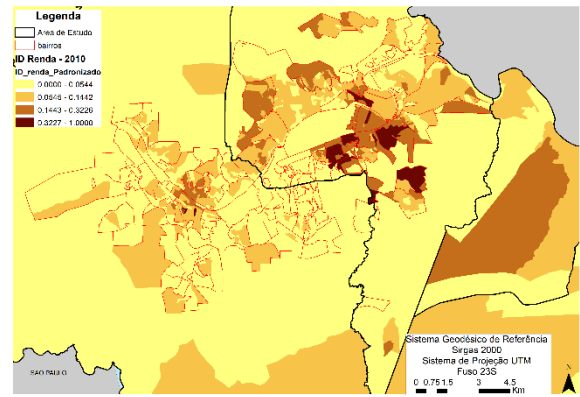 Legenda
Area de Estudo
bairros
ID Renda - 2010
ID_renda_Padronizado
0.0000 - 0.0544
0.0545 - 0.1442
0.1443 - 0.3226
0.3227 - 1.0000
SÃO PAULO
Sistema Geodésico de Referência
Sirgas 2000
Sistema de Projeção UTM
Fuso 23S
0 0.75 1.5 3 4.5
Km
N